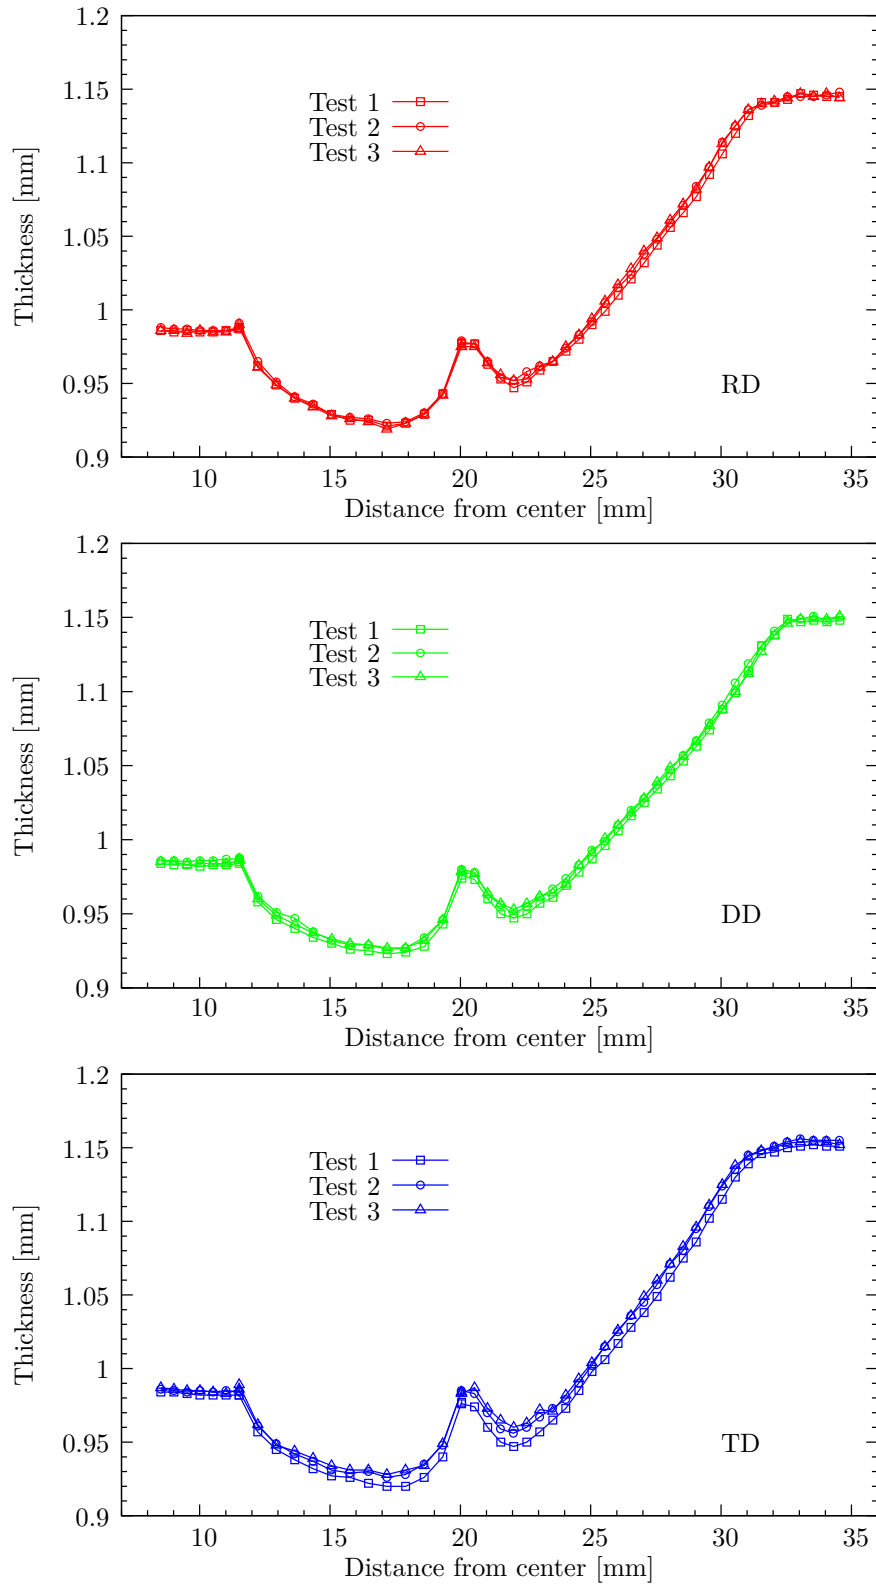 1.2
1.15
1.1
1.05
1
0.95
0.9
Thickness [mm]
Test 1
Test 2
Test 3
RD
10 15 20 25 30 35
Distance from center [mm]
1.2
1.15
1.1
1.05
1
0.95
0.9
Thickness [mm]
Test 1
Test 2
Test 3
DD
10 15 20 25 30 35
Distance from center [mm]
1.2
1.15
1.1
1.05
1
0.95
0.9
Thickness [mm]
Test 1
Test 2
Test 3
TD
10 15 20 25 30 35
Distance from center [mm]